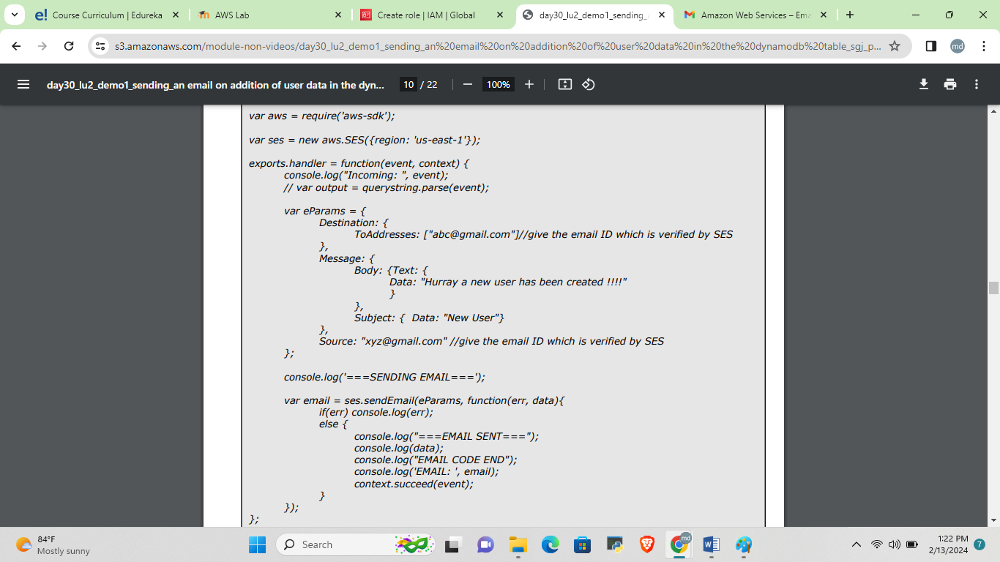 Course Curriculum | Edureka
AWS Lab
Create role | IAM | Global
day30_lu2_demo1_sending_
Amazon Web Services – Ema
s3.amazonaws.com/module-non-videos/day30_lu2_demo1_sending_an%20email%20on%20addition%20of%20user%20data%20in%20the%20dynamodb%20table_sgj_p...
md
day30_lu2_demo1_sending_an email on addition of user data in the dyn...
10 / 22
100%
var aws = require('aws-sdk');
var ses = new aws.SES({region: 'us-east-1'});
exports.handler = function(event, context) {
console.log("Incoming: ", event);
// var output = querystring.parse(event);
var eParams = {
Destination: {
ToAddresses: ["abc@gmail.com"]//give the email ID which is verified by SES
},
Message: {
Body: {Text: {
Data: "Hurray a new user has been created !!!!"
}
},
Subject: {  Data: "New User"}
},
Source: "xyz@gmail.com" //give the email ID which is verified by SES
};
console.log('===SENDING EMAIL===');
var email = ses.sendEmail(eParams, function(err, data){
if(err) console.log(err);
else {
console.log("===EMAIL SENT===");
console.log(data);
console.log("EMAIL CODE END");
console.log('EMAIL: ', email);
context.succeed(event);
}
});
};
84°F
Mostly sunny
Search
md
1:22 PM
2/13/2024
7